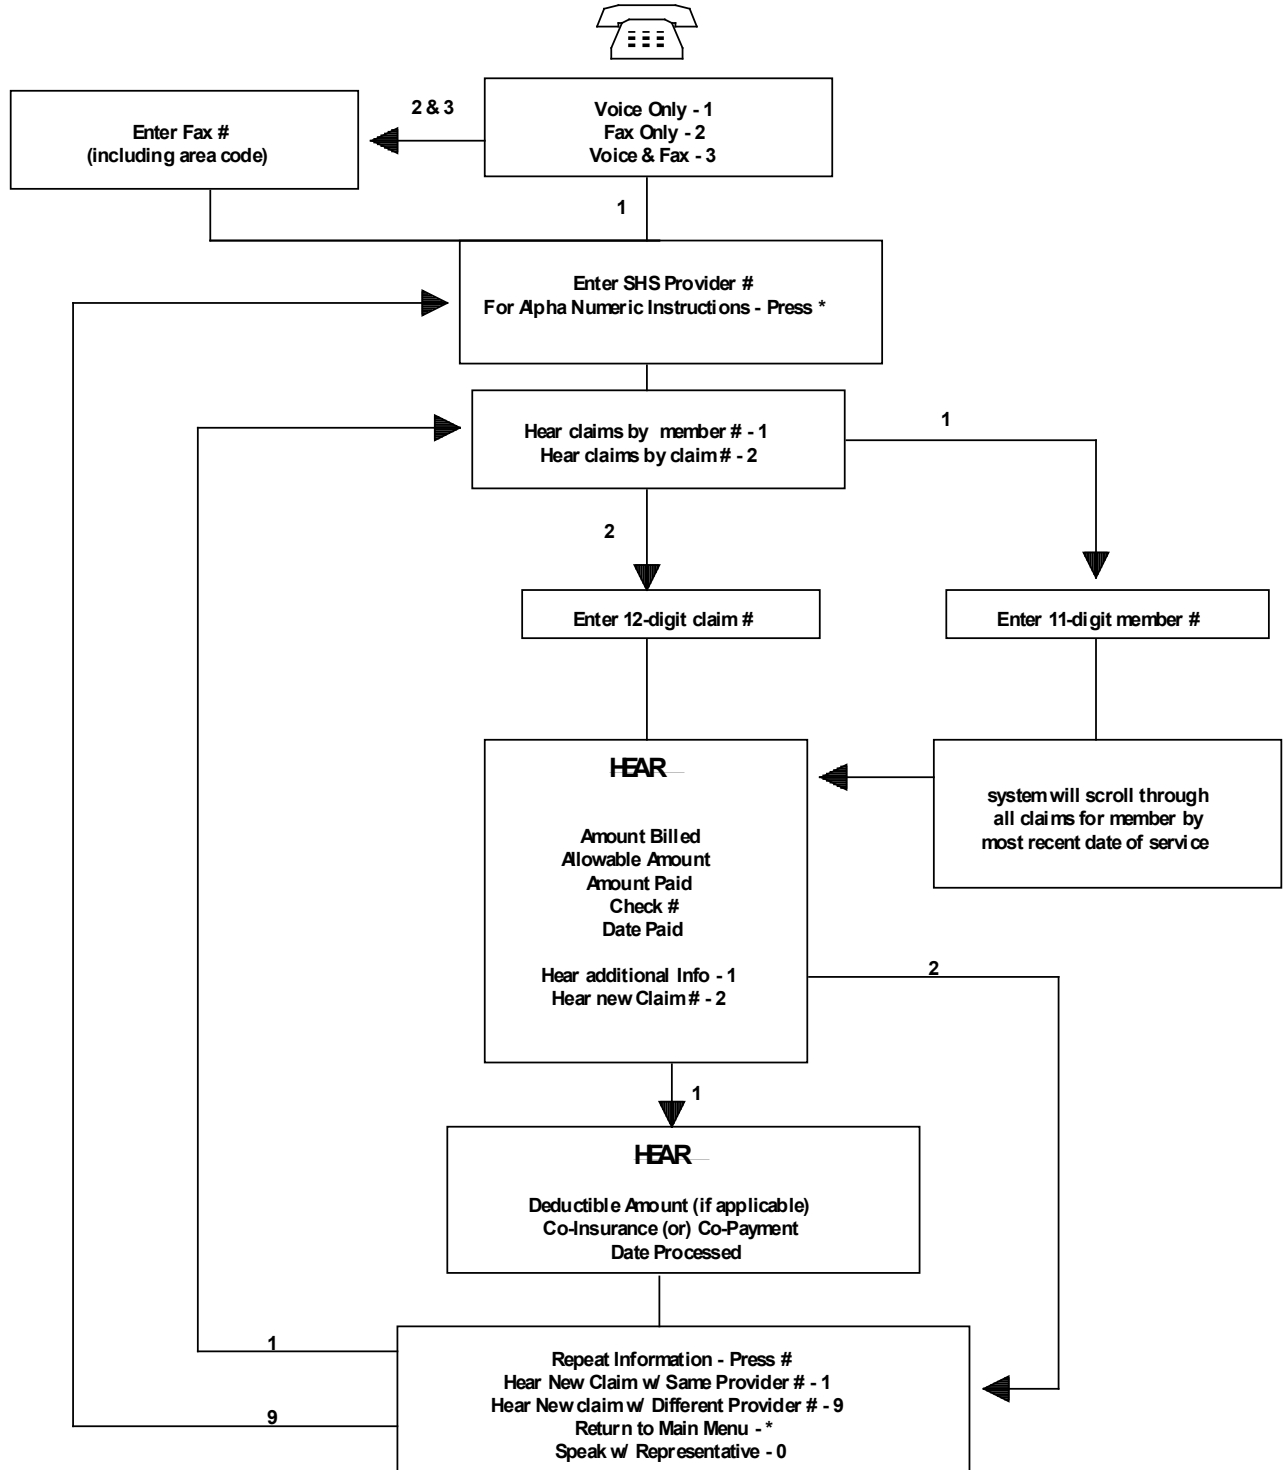 Voice Only - 1
Fax Only - 2
Voice & Fax - 3
2 & 3
Enter Fax #
(including area code)
1
Enter SHS Provider #
For Alpha Numeric Instructions - Press *
Hear claims by member # - 1
Hear claims by claim # - 2
1
2
Enter 12-digit claim #
Enter 11-digit member #
HEAR
Amount Billed
Allowable Amount
Amount Paid
Check #
Date Paid
Hear additional Info - 1
Hear new Claim # - 2
system will scroll through
all claims for member by
most recent date of service
2
1
HEAR
Deductible Amount (if applicable)
Co-Insurance (or) Co-Payment
Date Processed
1
9
Repeat Information - Press #
Hear New Claim w/ Same Provider # - 1
Hear New claim w/ Different Provider # - 9
Return to Main Menu - *
Speak w/ Representative - 0